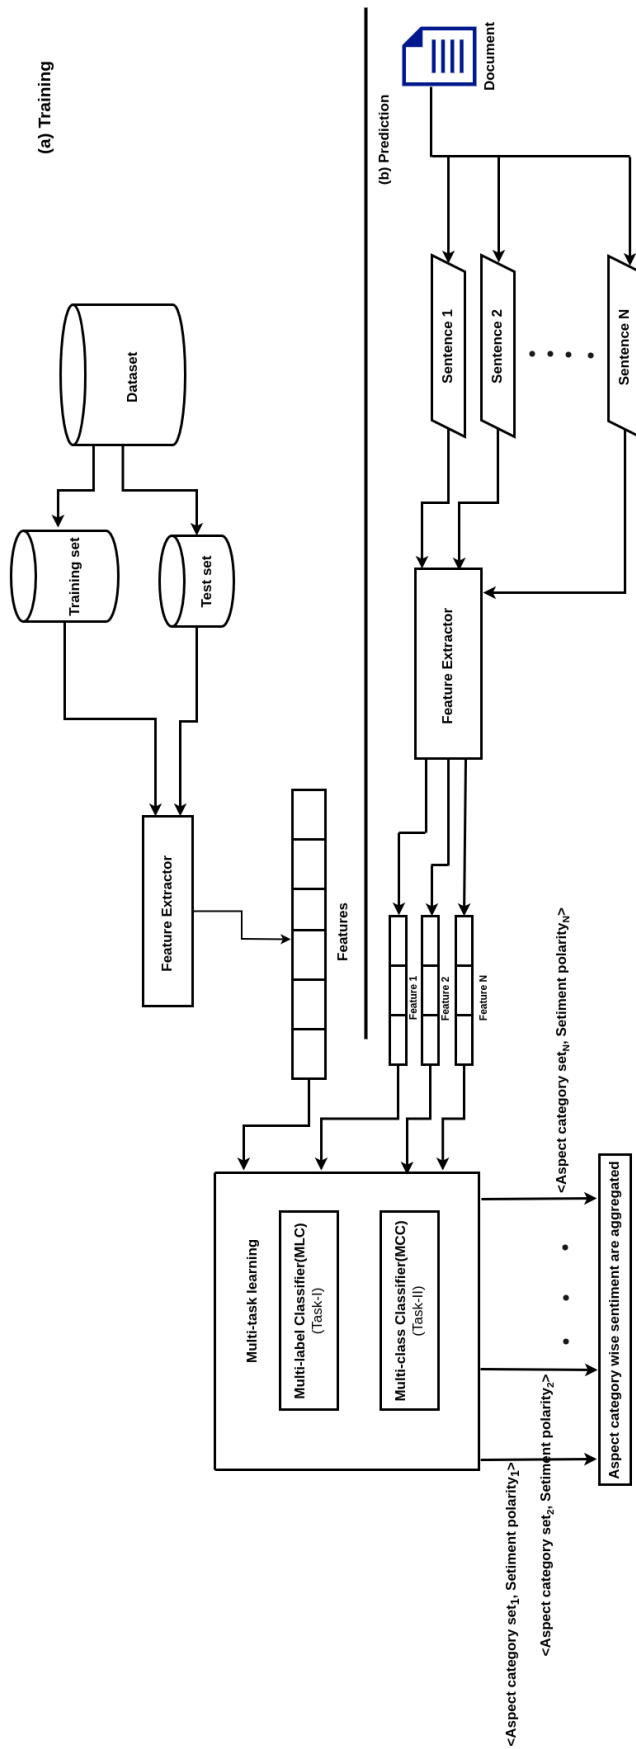 (a) Training
Dataset
Training set
Test set
Feature Extractor
Features
(b) Prediction
Document
Sentence 1
Sentence 2
Sentence N
Feature Extractor
Feature 1
Feature 2
Feature N
Multi-task learning
Multi-label Classifier(MLC)
(Task-I)
Multi-class Classifier(MCC)
(Task-II)
<Aspect category set1, Setiment polarity1>
<Aspect category set2, Setiment polarity2>
<Aspect category setN, Setiment polarityN>
Aspect category wise sentiment are aggregated